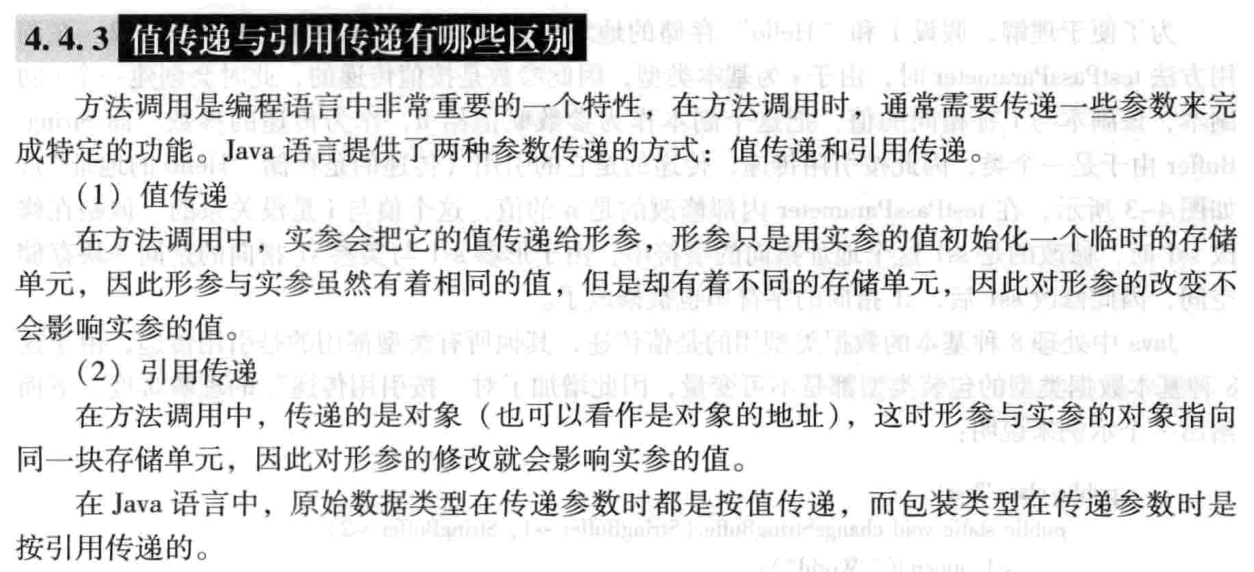 4.4.3 值传递与引用传递有哪些区别
方法调用是编程语言中非常重要的一个特性，在方法调用时，通常需要传递一些参数来完
成特定的功能。Java 语言提供了两种参数传递的方式：值传递和引用传递。
（1）值传递
在方法调用中，实参会把它的值传递给形参，形参只是用实参的值初始化一个临时的存储
单元，因此形参与实参虽然有着相同的值，但是却有着不同的存储单元，因此对形参的改变不
会影响实参的值。
（2）引用传递
在方法调用中，传递的是对象（也可以看作是对象的地址），这时形参与实参的对象指向
同一块存储单元，因此对形参的修改就会影响实参的值。
在 Java 语言中，原始数据类型在传递参数时都是按值传递，而包装类型在传递参数时是
按引用传递的。